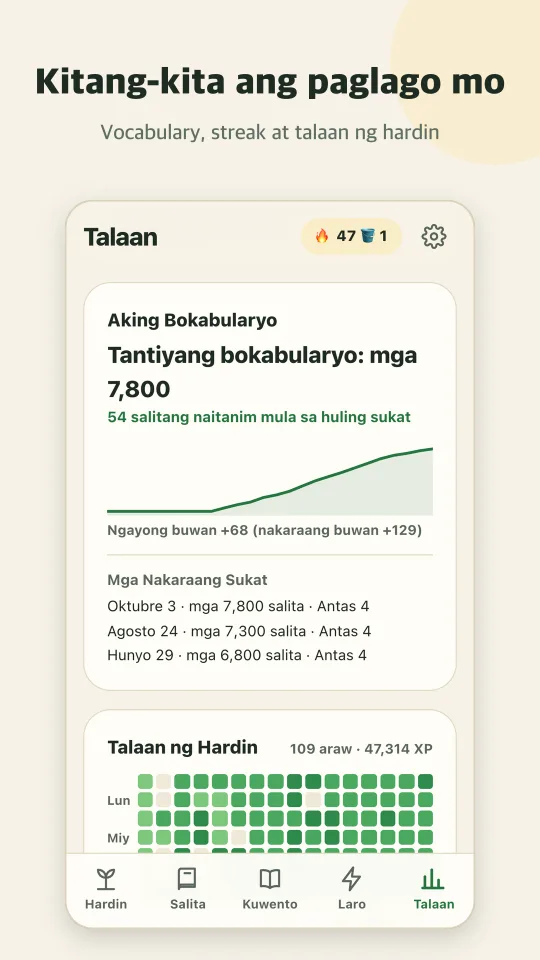 Kitang-kita ang paglago mo
Vocabulary, streak at talaan ng hardin
Talaan
47 1
Aking Bokabularyo
Tantiyang bokabularyo: mga
7,800
54 salitang naitanim mula sa huling sukat
Ngayong buwan +68 (nakaraang buwan +129)
Mga Nakaraang Sukat
Oktubre 3 · mga 7,800 salita · Antas 4
Agosto 24 · mga 7,300 salita · Antas 4
Hunyo 29 · mga 6,800 salita · Antas 4
Talaan ng Hardin 109 araw · 47,314 XP
Lun
Miy
Hardin Salita Kuwento Laro Talaan